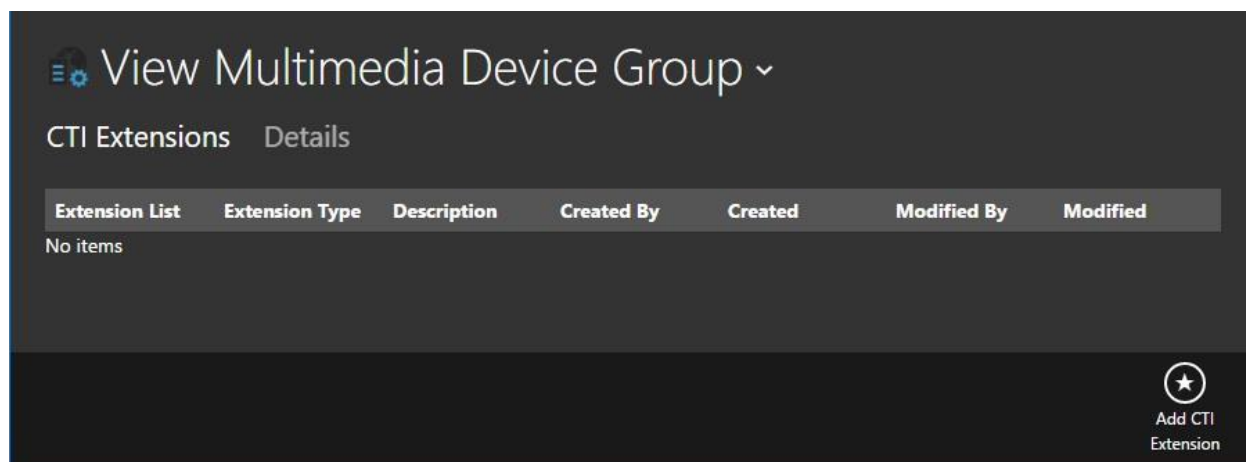 View Multimedia Device Group
CTI Extensions Details
Extension List Extension Type Description Created By Created Modified By Modified
No items
Add CTI
Extension